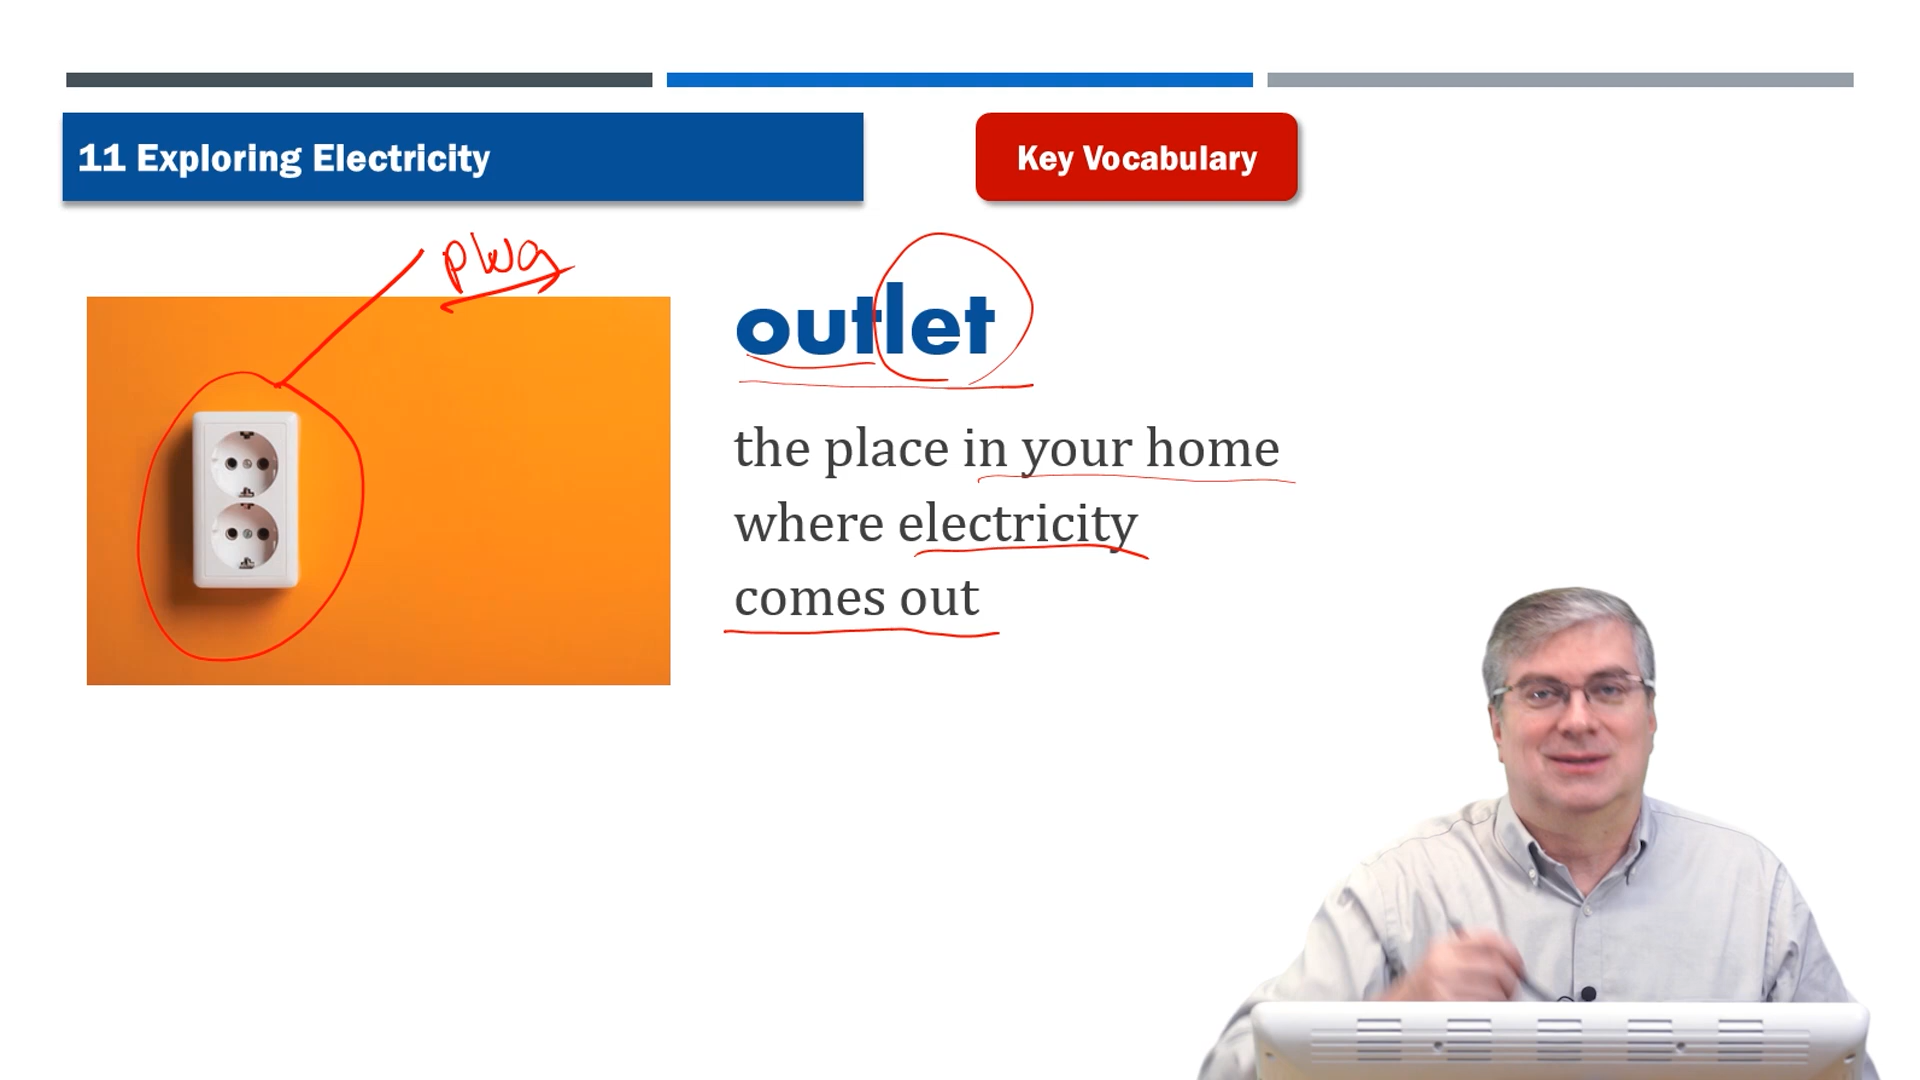 11 Exploring Electricity
Key Vocabulary
plug
outlet
the place in your home
where electricity
comes out